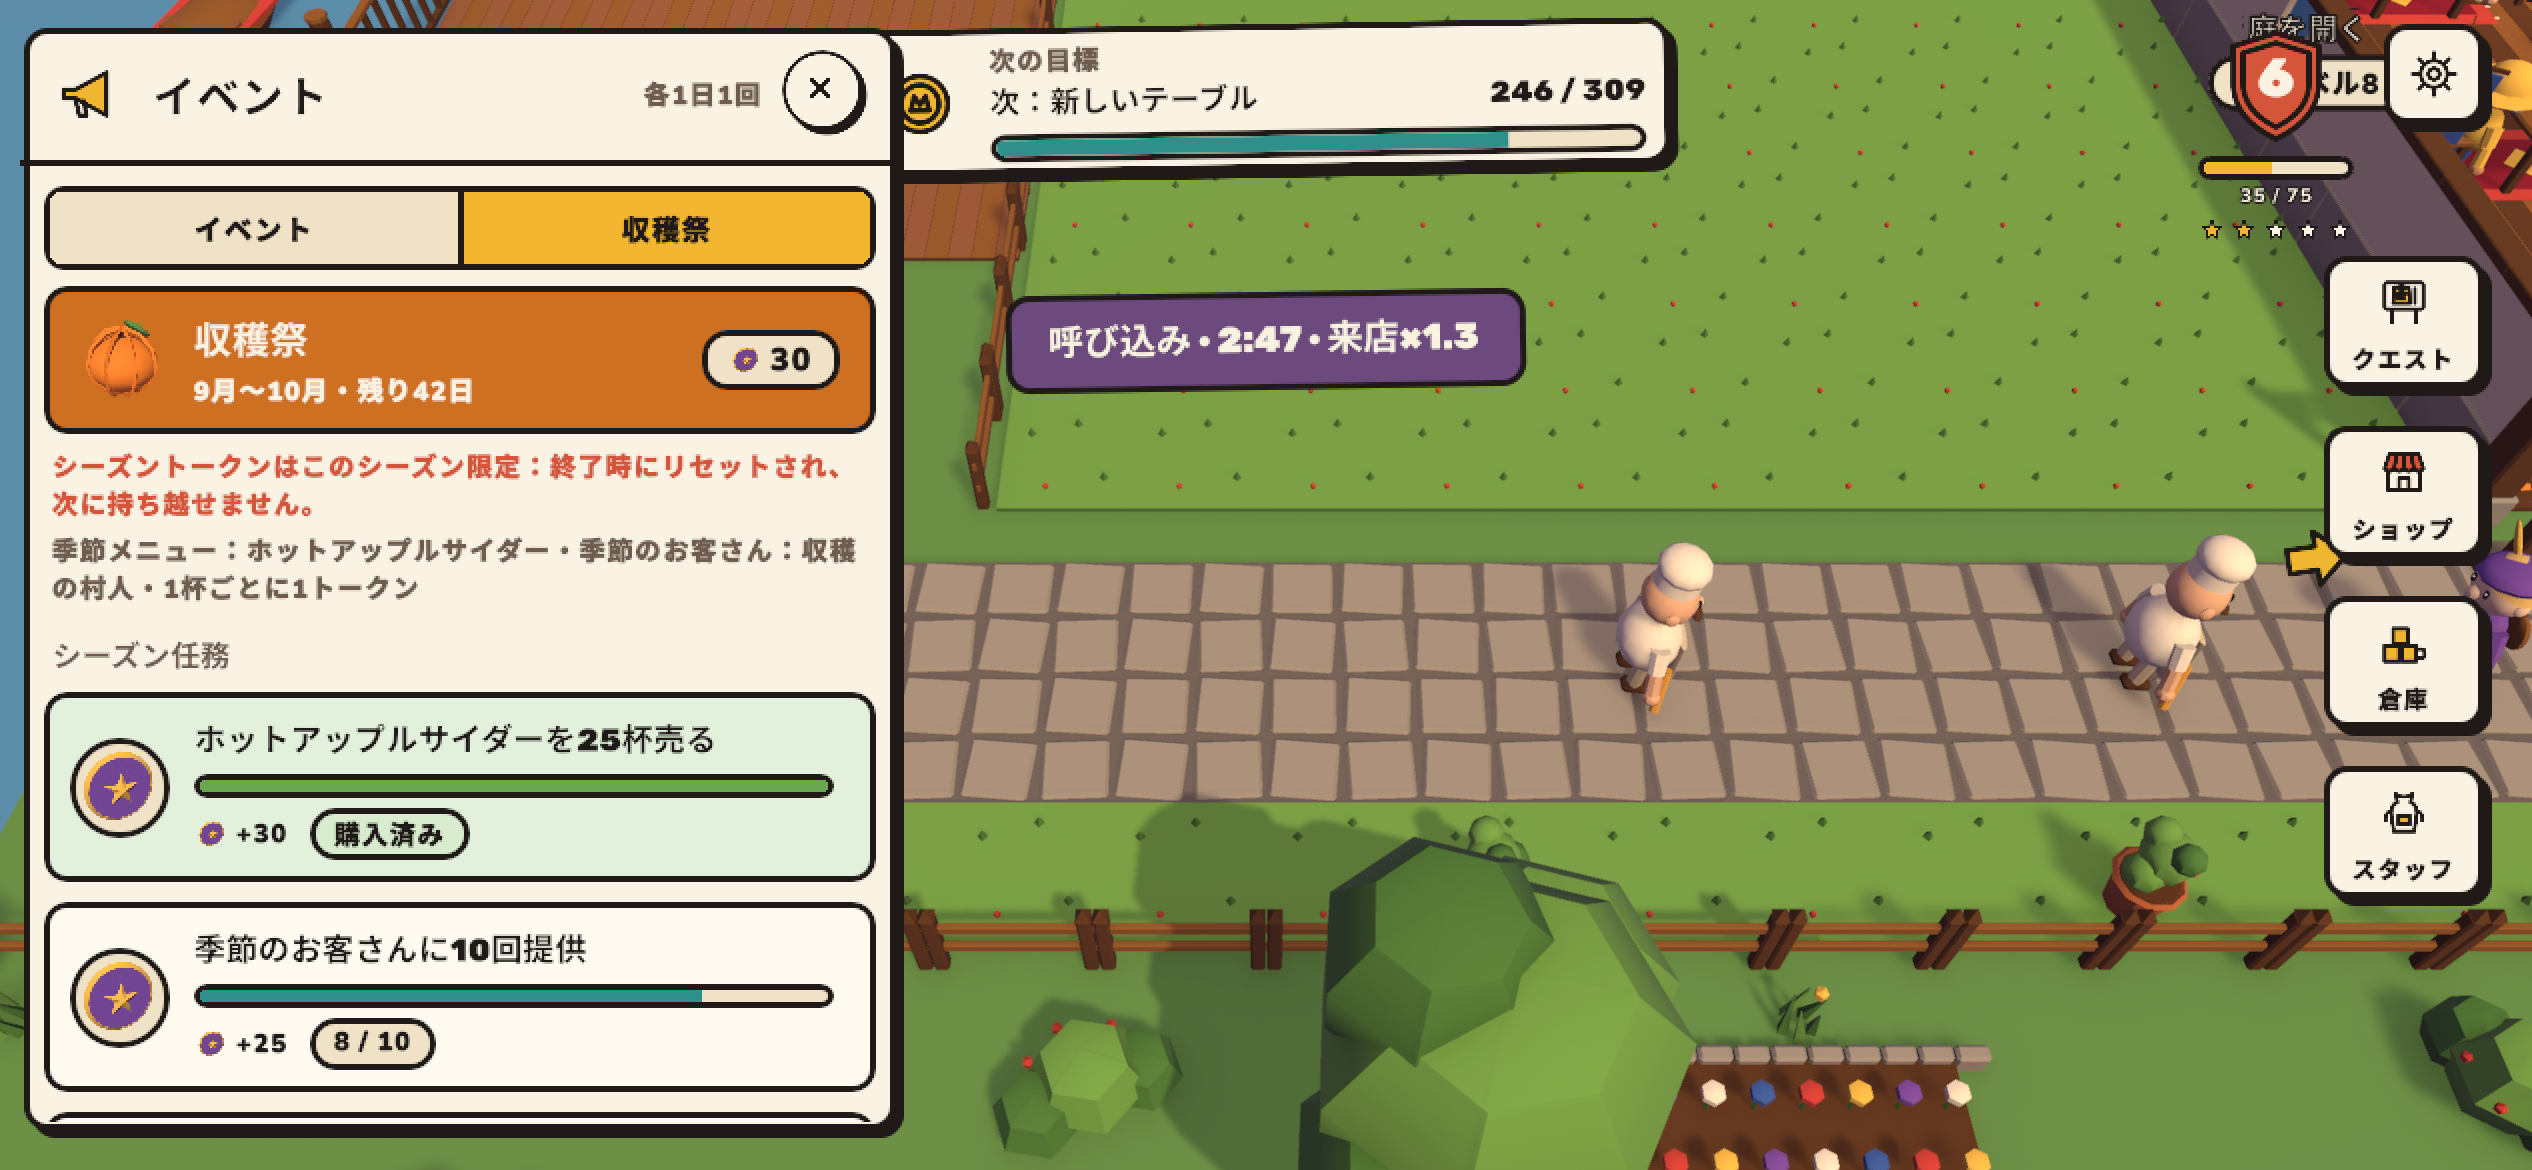 イベント
各1日1回
イベント
収穫祭
収穫祭
9月〜10月・残り42日
30
シーズントークンはこのシーズン限定：終了時にリセットされ、
次に持ち越せません。
季節メニュー：ホットアップルサイダー・季節のお客さん：収穫
の村人・1杯ごとに1トークン
シーズン任務
ホットアップルサイダーを25杯売る
+30
購入済み
季節のお客さんに10回提供
+25
8 / 10
次の目標
次：新しいテーブル
246 / 309
呼び込み・2:47・来店×1.3
庭を開く
6
ベル8
35 / 75
クエスト
ショップ
倉庫
スタッフ